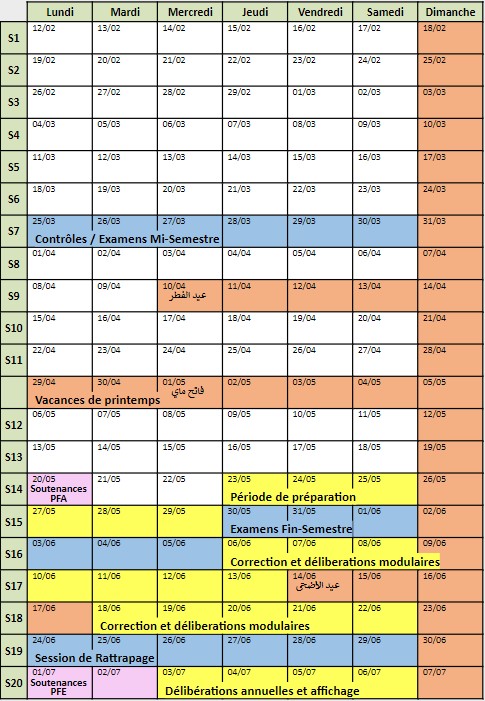 Lundi Mardi Mercredi Jeudi Vendredi Samedi Dimanche
S1 12/02 13/02 14/02 15/02 16/02 17/02 18/02
S2 19/02 20/02 21/02 22/02 23/02 24/02 25/02
S3 26/02 27/02 28/02 29/02 01/03 02/03 03/03
S4 04/03 05/03 06/03 07/03 08/03 09/03 10/03
S5 11/03 12/03 13/03 14/03 15/03 16/03 17/03
S6 18/03 19/03 20/03 21/03 22/03 23/03 24/03
S7 25/03 26/03 27/03 28/03 29/03 30/03 31/03
Contrôles / Examens Mi-Semestre
S8 01/04 02/04 03/04 04/04 05/04 06/04 07/04
S9 08/04 09/04 10/04 11/04 12/04 13/04 14/04
عيد الفطر
S10 15/04 16/04 17/04 18/04 19/04 20/04 21/04
S11 22/04 23/04 24/04 25/04 26/04 27/04 28/04
29/04 30/04 01/05 02/05 03/05 04/05 05/05
Vacances de printemps فاتح ماي
S12 06/05 07/05 08/05 09/05 10/05 11/05 12/05
S13 13/05 14/05 15/05 16/05 17/05 18/05 19/05
S14 20/05 21/05 22/05 23/05 24/05 25/05 26/05
Soutenances
PFA
Période de préparation
S15 27/05 28/05 29/05 30/05 31/05 01/06 02/06
Examens Fin-Semestre
S16 03/06 04/06 05/06 06/06 07/06 08/06 09/06
Correction et déliberations modulaires
S17 10/06 11/06 12/06 13/06 14/06 15/06 16/06
عيد الأضحى
S18 17/06 18/06 19/06 20/06 21/06 22/06 23/06
Correction et déliberations modulaires
S19 24/06 25/06 26/06 27/06 28/06 29/06 30/06
Session de Rattrapage
S20 01/07 02/07 03/07 04/07 05/07 06/07 07/07
Soutenances
PFE
Délibérations annuelles et affichage